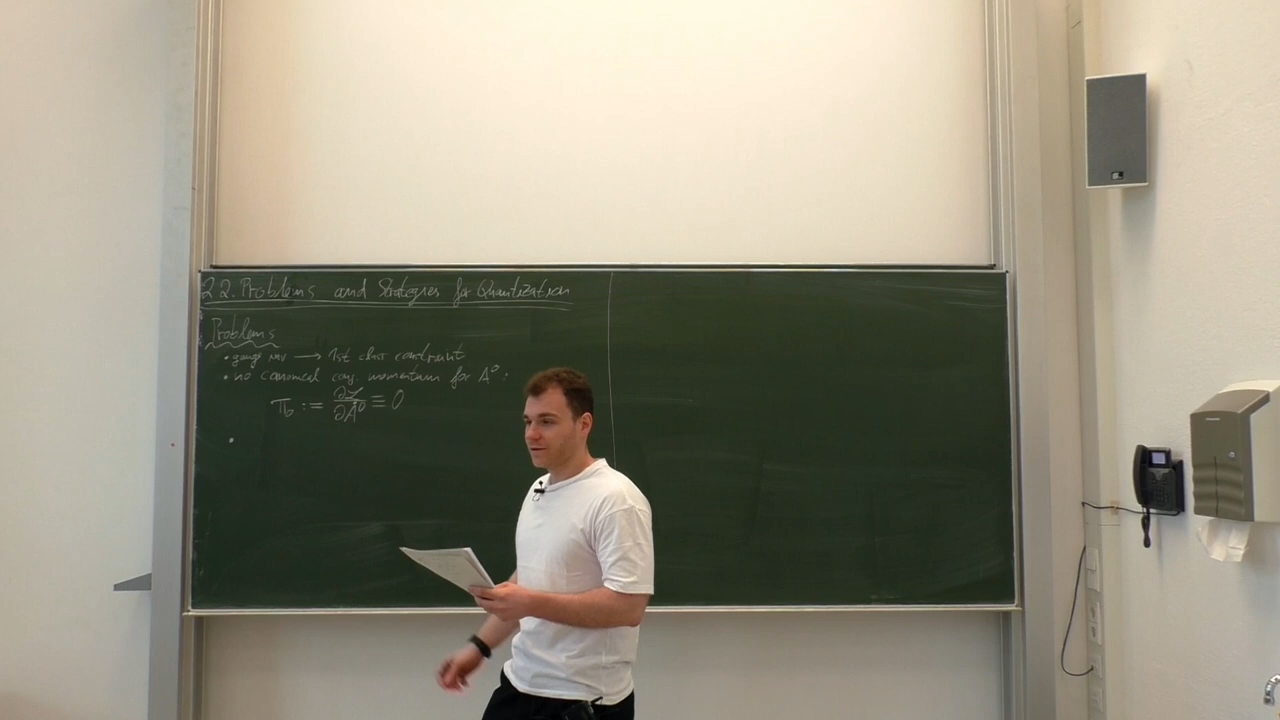 2.2. Problems and Strategies for Quantization
Problems
• gauge inv ⟶ 1st class constraint
• no canonical conj. momentum for A⁰:
Π₀ := ∂ℒ/∂Ȧ⁰ ≡ 0
•